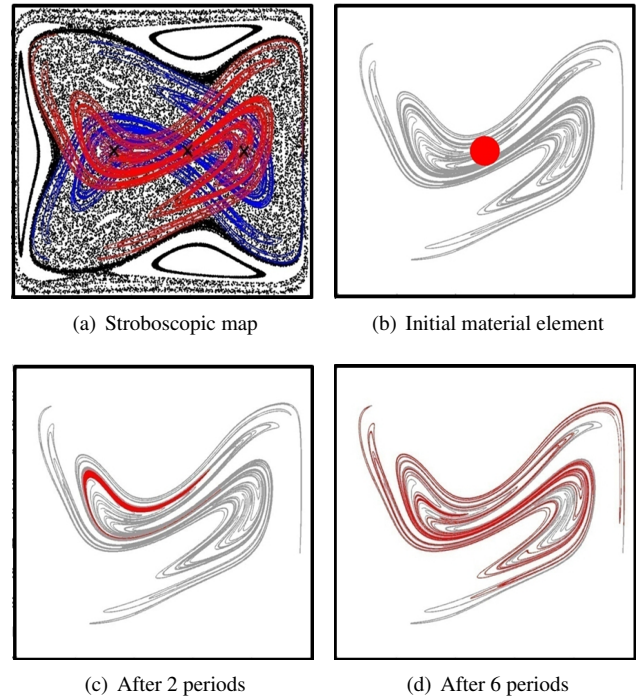 (a) Stroboscopic map
(b) Initial material element
(c) After 2 periods
(d) After 6 periods